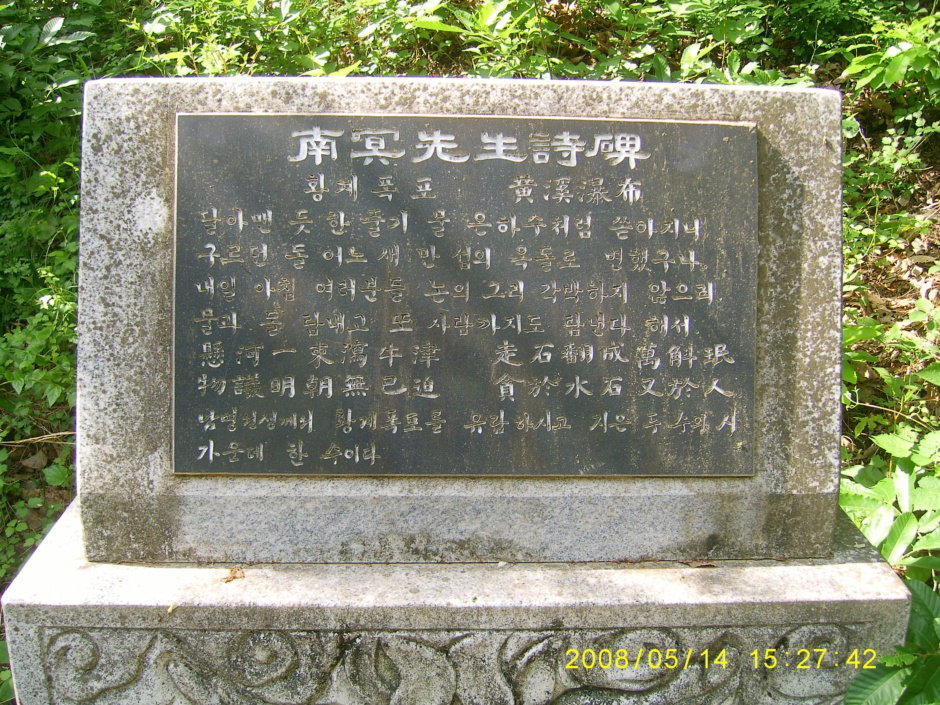 南冥先生詩碑
황계폭포 黃溪瀑布
달아맨 듯 한 줄기 물 은하수처럼 쏟아지니
구르던 돌 어느새 만 섬의 옥돌로 변했구나.
내일 아침 여러분들 논의 그리 각박하지 않으리
물과 돌 탐내고 또 사람까지도 탐낸다 해서.
懸河一束瀉牛津 走石翻成萬斛珉
物議明朝無已迫 貪於水石又於人
남명선생께서 황계폭포를 유람하시고 지은 두 수의 시
가운데 한 수이다
2008/05/14 15:27:42